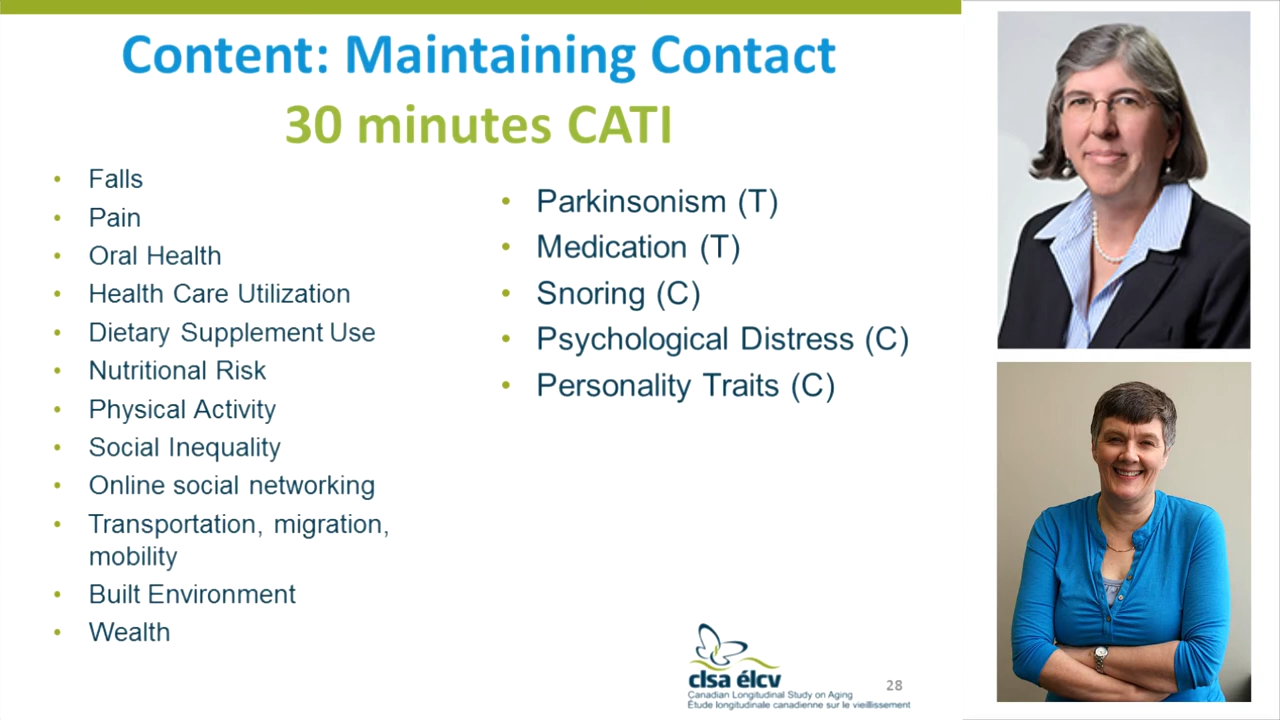 Content: Maintaining Contact
30 minutes CATI
• Falls
• Pain
• Oral Health
• Health Care Utilization
• Dietary Supplement Use
• Nutritional Risk
• Physical Activity
• Social Inequality
• Online social networking
• Transportation, migration,
mobility
• Built Environment
• Wealth
• Parkinsonism (T)
• Medication (T)
• Snoring (C)
• Psychological Distress (C)
• Personality Traits (C)
clsa élcv
Canadian Longitudinal Study on Aging
Étude longitudinale canadienne sur le vieillissement
28